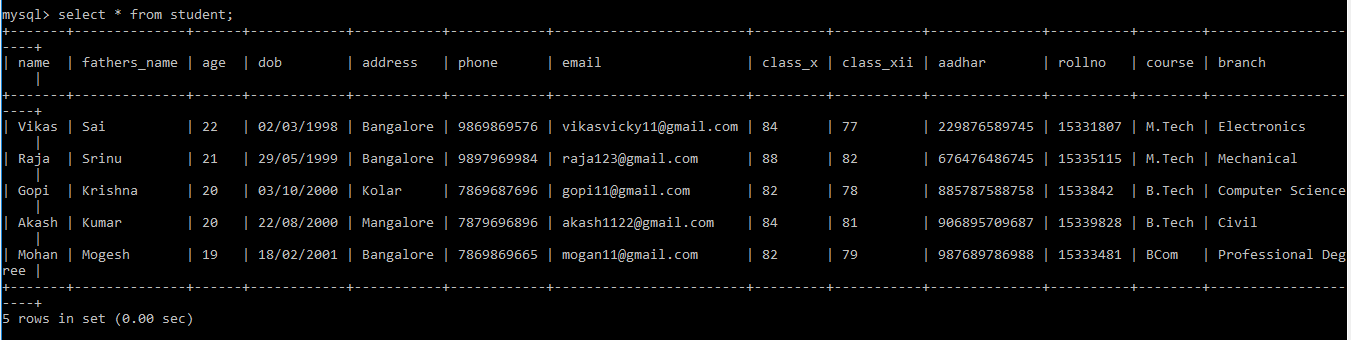 mysql> select * from student;
+-------+--------------+------+------------+-----------+------------+------------------------+---------+-----------+--------------+----------+--------+-----------------
----+
| name  | fathers_name | age  | dob        | address   | phone      | email                  | class_x | class_xii | aadhar       | rollno   | course | branch
    |
+-------+--------------+------+------------+-----------+------------+------------------------+---------+-----------+--------------+----------+--------+-----------------
----+
| Vikas | Sai          | 22   | 02/03/1998 | Bangalore | 9869869576 | vikasvicky11@gmail.com | 84      | 77        | 229876589745 | 15331807 | M.Tech | Electronics
    |
| Raja  | Srinu        | 21   | 29/05/1999 | Bangalore | 9897969984 | raja123@gmail.com      | 88      | 82        | 676476486745 | 15335115 | M.Tech | Mechanical
    |
| Gopi  | Krishna      | 20   | 03/10/2000 | Kolar     | 7869687696 | gopi11@gmail.com       | 82      | 78        | 885787588758 | 1533842  | B.Tech | Computer Science
    |
| Akash | Kumar        | 20   | 22/08/2000 | Mangalore | 7879696896 | akash1122@gmail.com    | 84      | 81        | 906895709687 | 15339828 | B.Tech | Civil
    |
| Mohan | Mogesh       | 19   | 18/02/2001 | Bangalore | 7869869665 | mogan11@gmail.com      | 82      | 79        | 987689786988 | 15333481 | BCom   | Professional Deg
ree |
+-------+--------------+------+------------+-----------+------------+------------------------+---------+-----------+--------------+----------+--------+-----------------
----+
5 rows in set (0.00 sec)